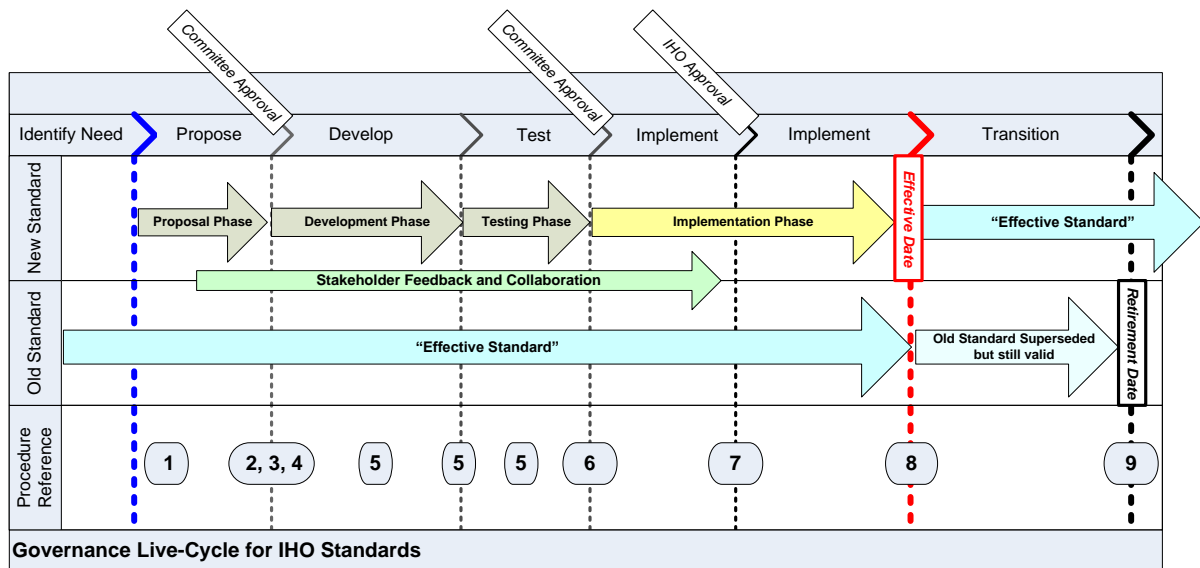 Committee Approval
Committee Approval
IHO Approval
Identify Need
Propose
Develop
Test
Implement
Implement
Transition
New Standard
Proposal Phase
Development Phase
Testing Phase
Implementation Phase
Effective Date
“Effective Standard”
Stakeholder Feedback and Collaboration
Old Standard
“Effective Standard”
Old Standard Superseded
but still valid
Retirement Date
Procedure
Reference
1
2, 3, 4
5
5
5
6
7
8
9
Governance Live-Cycle for IHO Standards